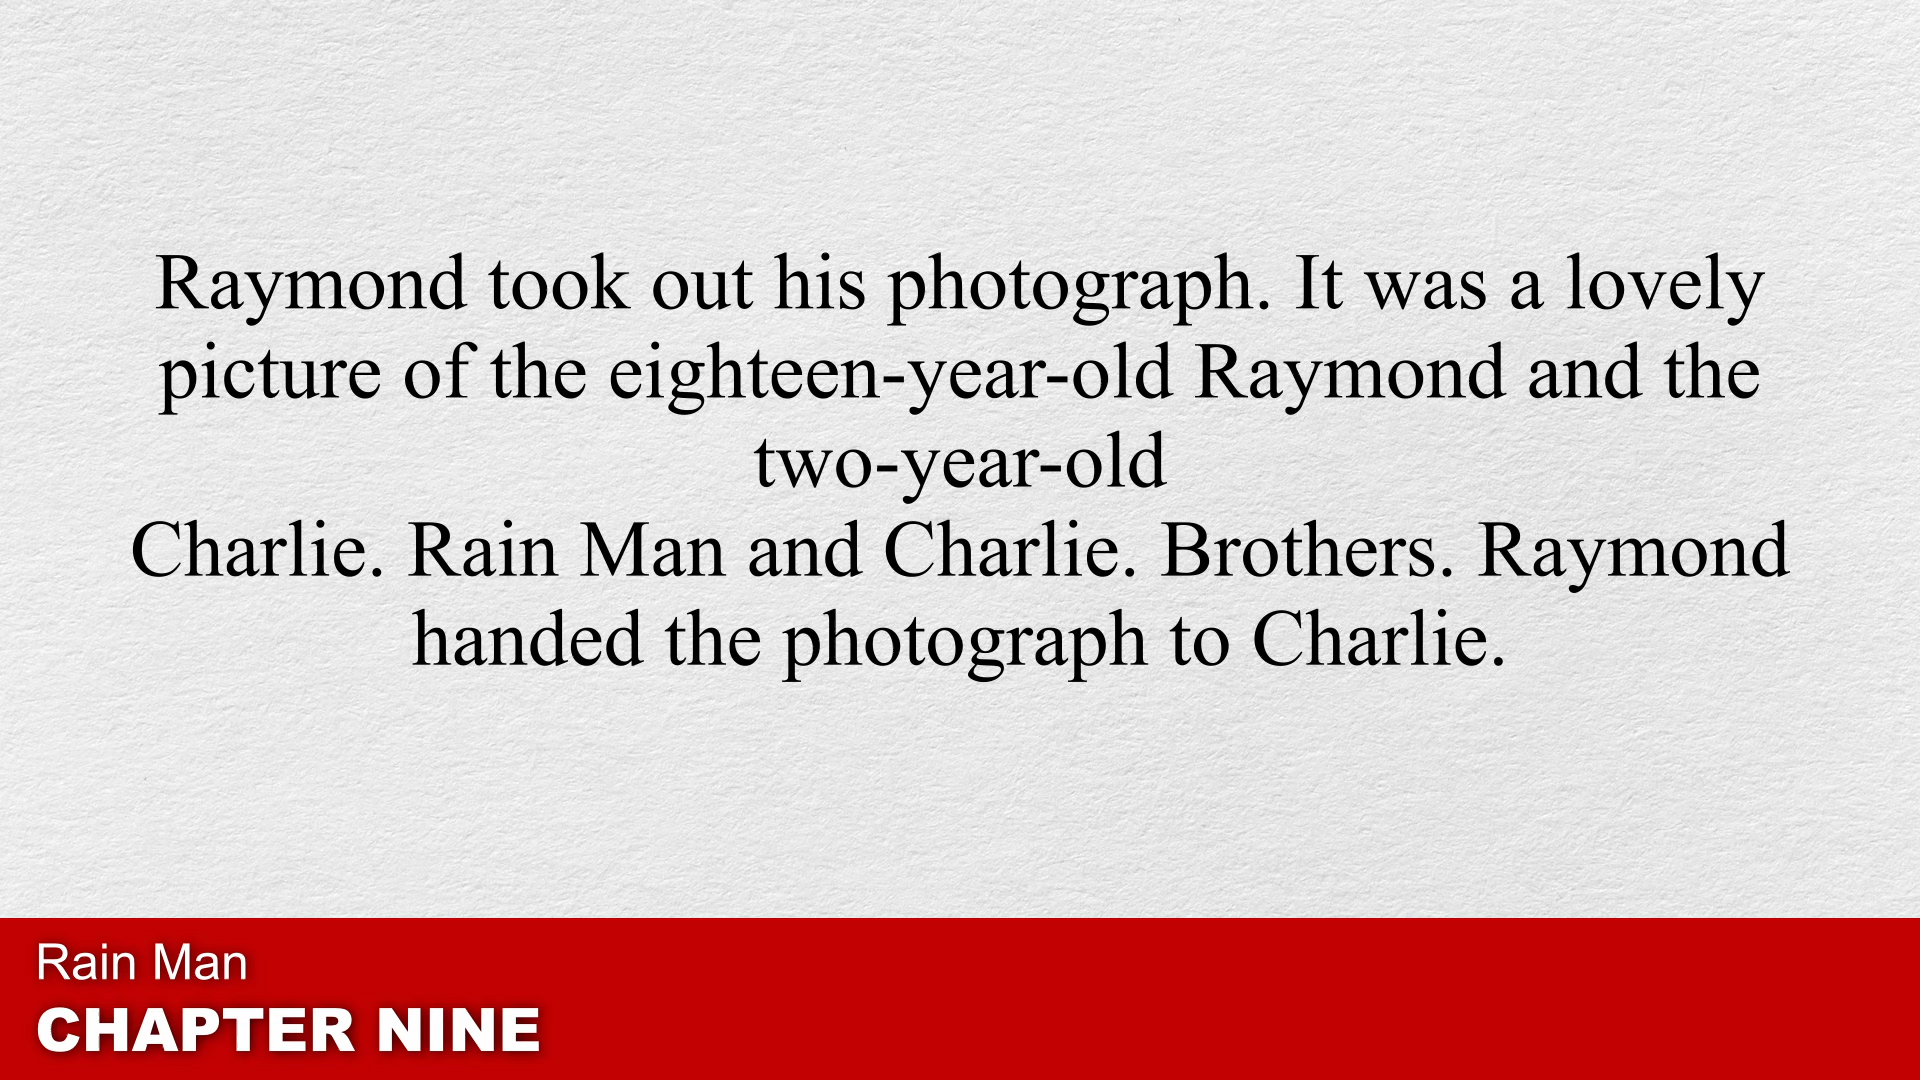 Raymond took out his photograph. It was a lovely
picture of the eighteen-year-old Raymond and the
two-year-old
Charlie. Rain Man and Charlie. Brothers. Raymond
handed the photograph to Charlie.
Rain Man
CHAPTER NINE